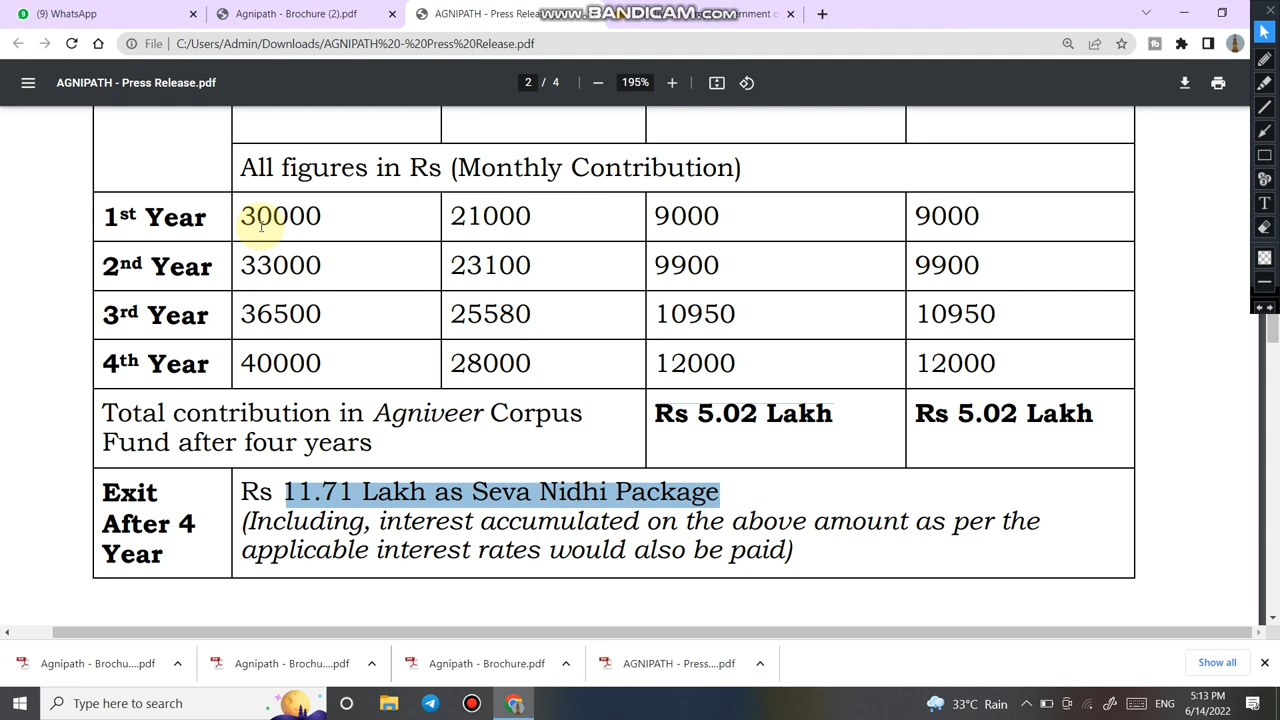 (9) WhatsApp
Agnipath - Brochure (2).pdf
AGNIPATH - Press Rele
www.BANDICAM.com
File C:/Users/Admin/Downloads/AGNIPATH%20-%20Press%20Release.pdf
AGNIPATH - Press Release.pdf
2 / 4
195%
All figures in Rs (Monthly Contribution)
1st Year 30000 21000 9000 9000
2nd Year 33000 23100 9900 9900
3rd Year 36500 25580 10950 10950
4th Year 40000 28000 12000 12000
Total contribution in Agniveer Corpus
Fund after four years
Rs 5.02 Lakh Rs 5.02 Lakh
Exit
After 4
Year
Rs 11.71 Lakh as Seva Nidhi Package
(Including, interest accumulated on the above amount as per the
applicable interest rates would also be paid)
Agnipath - Brochu....pdf
Agnipath - Brochu....pdf
Agnipath - Brochure.pdf
AGNIPATH - Press....pdf
Show all
Type here to search
33°C Rain
ENG
5:13 PM
6/14/2022